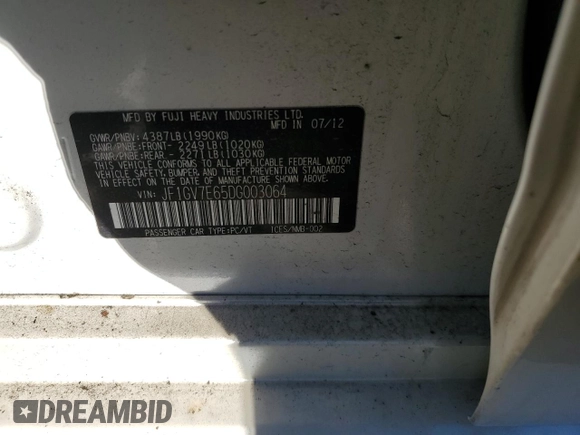 MFD BY FUJI HEAVY INDUSTRIES LTD.
MFD IN 07/12
GVWR/PNBV: 4387LB(1990KG)
GAWR/PNBE:FRONT- 2249LB(1020KG)
GAWR/PNBE:REAR - 2271LB(1030KG)
THIS VEHICLE CONFORMS TO ALL APPLICABLE FEDERAL MOTOR
VEHICLE SAFETY, BUMPER, AND THEFT PREVENTION STANDARDS
IN EFFECT ON THE DATE OF MANUFACTURE SHOWN ABOVE.
VIN: JF1GV7E65DG003064
PASSENGER CAR TYPE:PC/VT ICES/NMB-002
DREAMBID